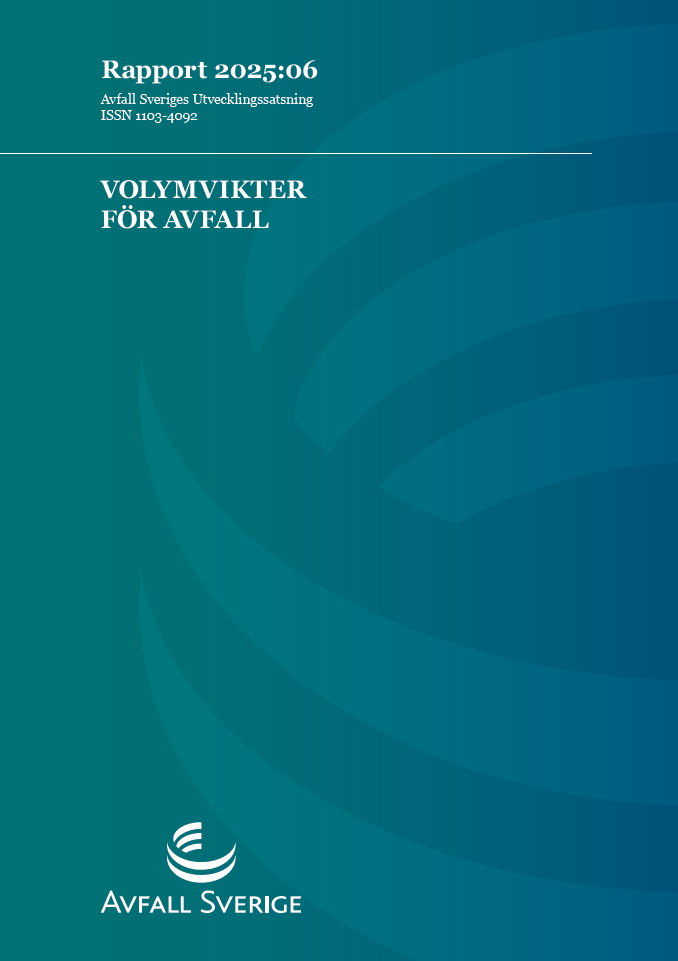 Rapport 2025:06
Avfall Sveriges Utvecklingssatsning
ISSN 1103-4092
VOLYMVIKTER
FÖR AVFALL
AVFALL SVERIGE